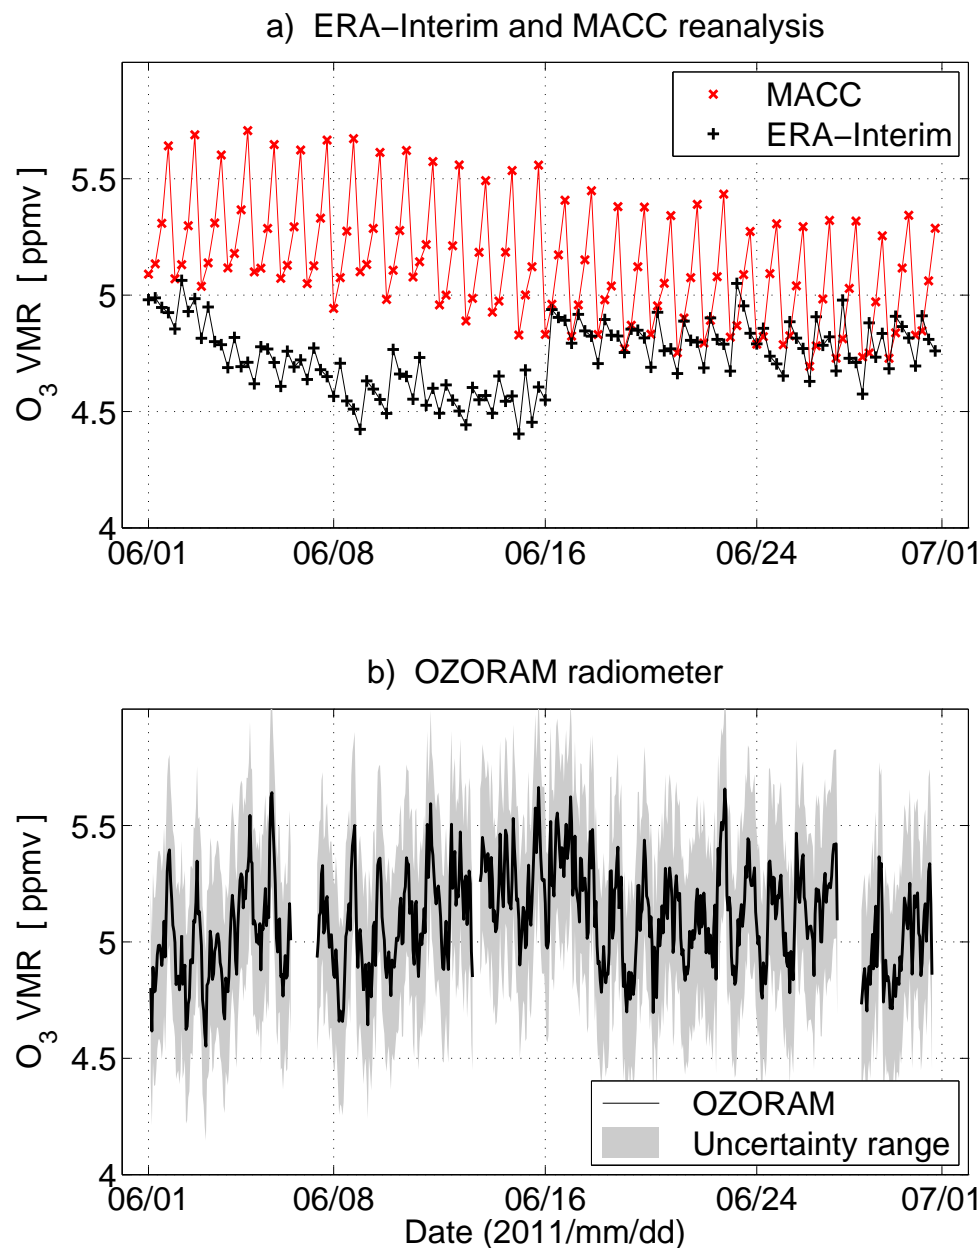 a) ERA−Interim and MACC reanalysis
O3 VMR [ ppmv ]
5.5
5
4.5
4
MACC
ERA−Interim
06/01 06/08 06/16 06/24 07/01
b) OZORAM radiometer
O3 VMR [ ppmv ]
5.5
5
4.5
4
OZORAM
Uncertainty range
06/01 06/08 06/16 06/24 07/01
Date (2011/mm/dd)